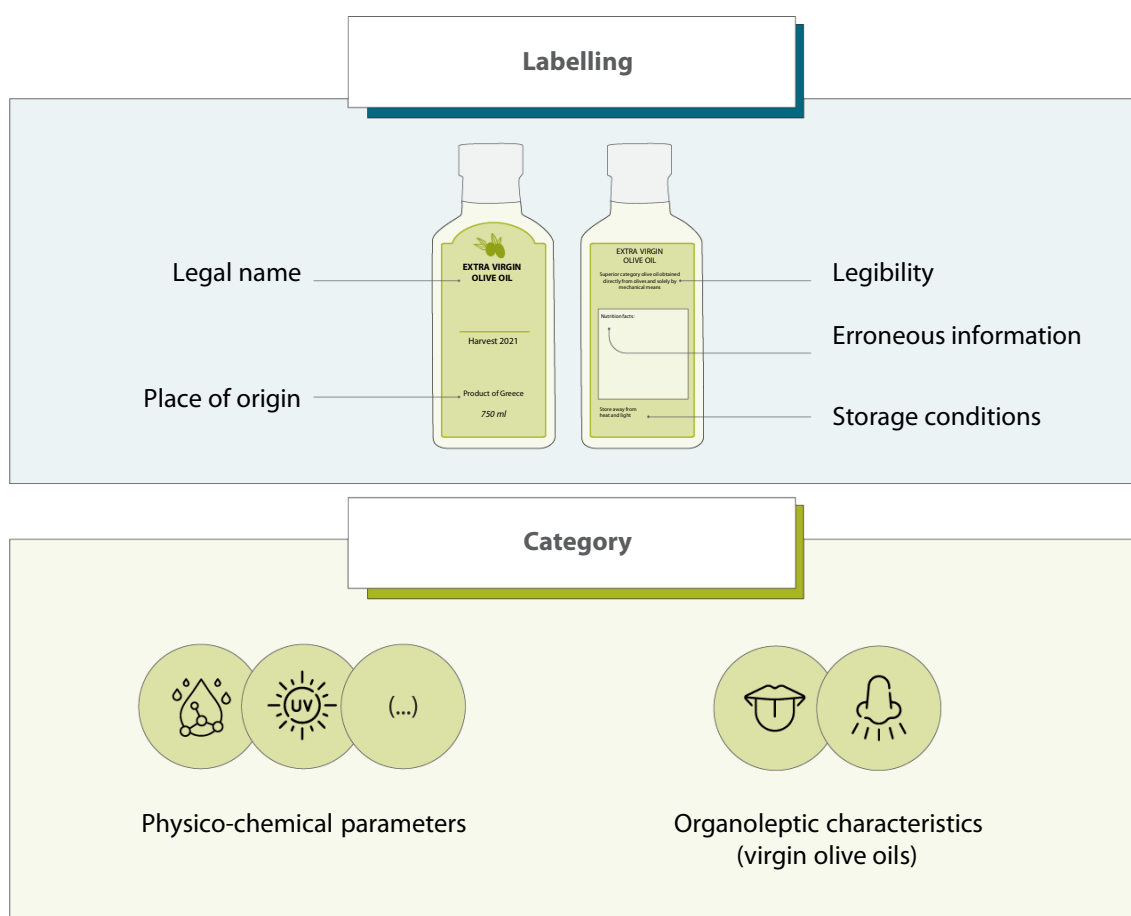 Labelling
Legal name
Place of origin
EXTRA VIRGIN
OLIVE OIL
Harvest 2021
Product of Greece
750 ml
EXTRA VIRGIN
OLIVE OIL
Superior category olive oil obtained
directly from olives and solely by
mechanical means
Nutrition facts:
Store away from
heat and light
Legibility
Erroneous information
Storage conditions
Category
UV
(...)
Physico-chemical parameters
Organoleptic characteristics
(virgin olive oils)